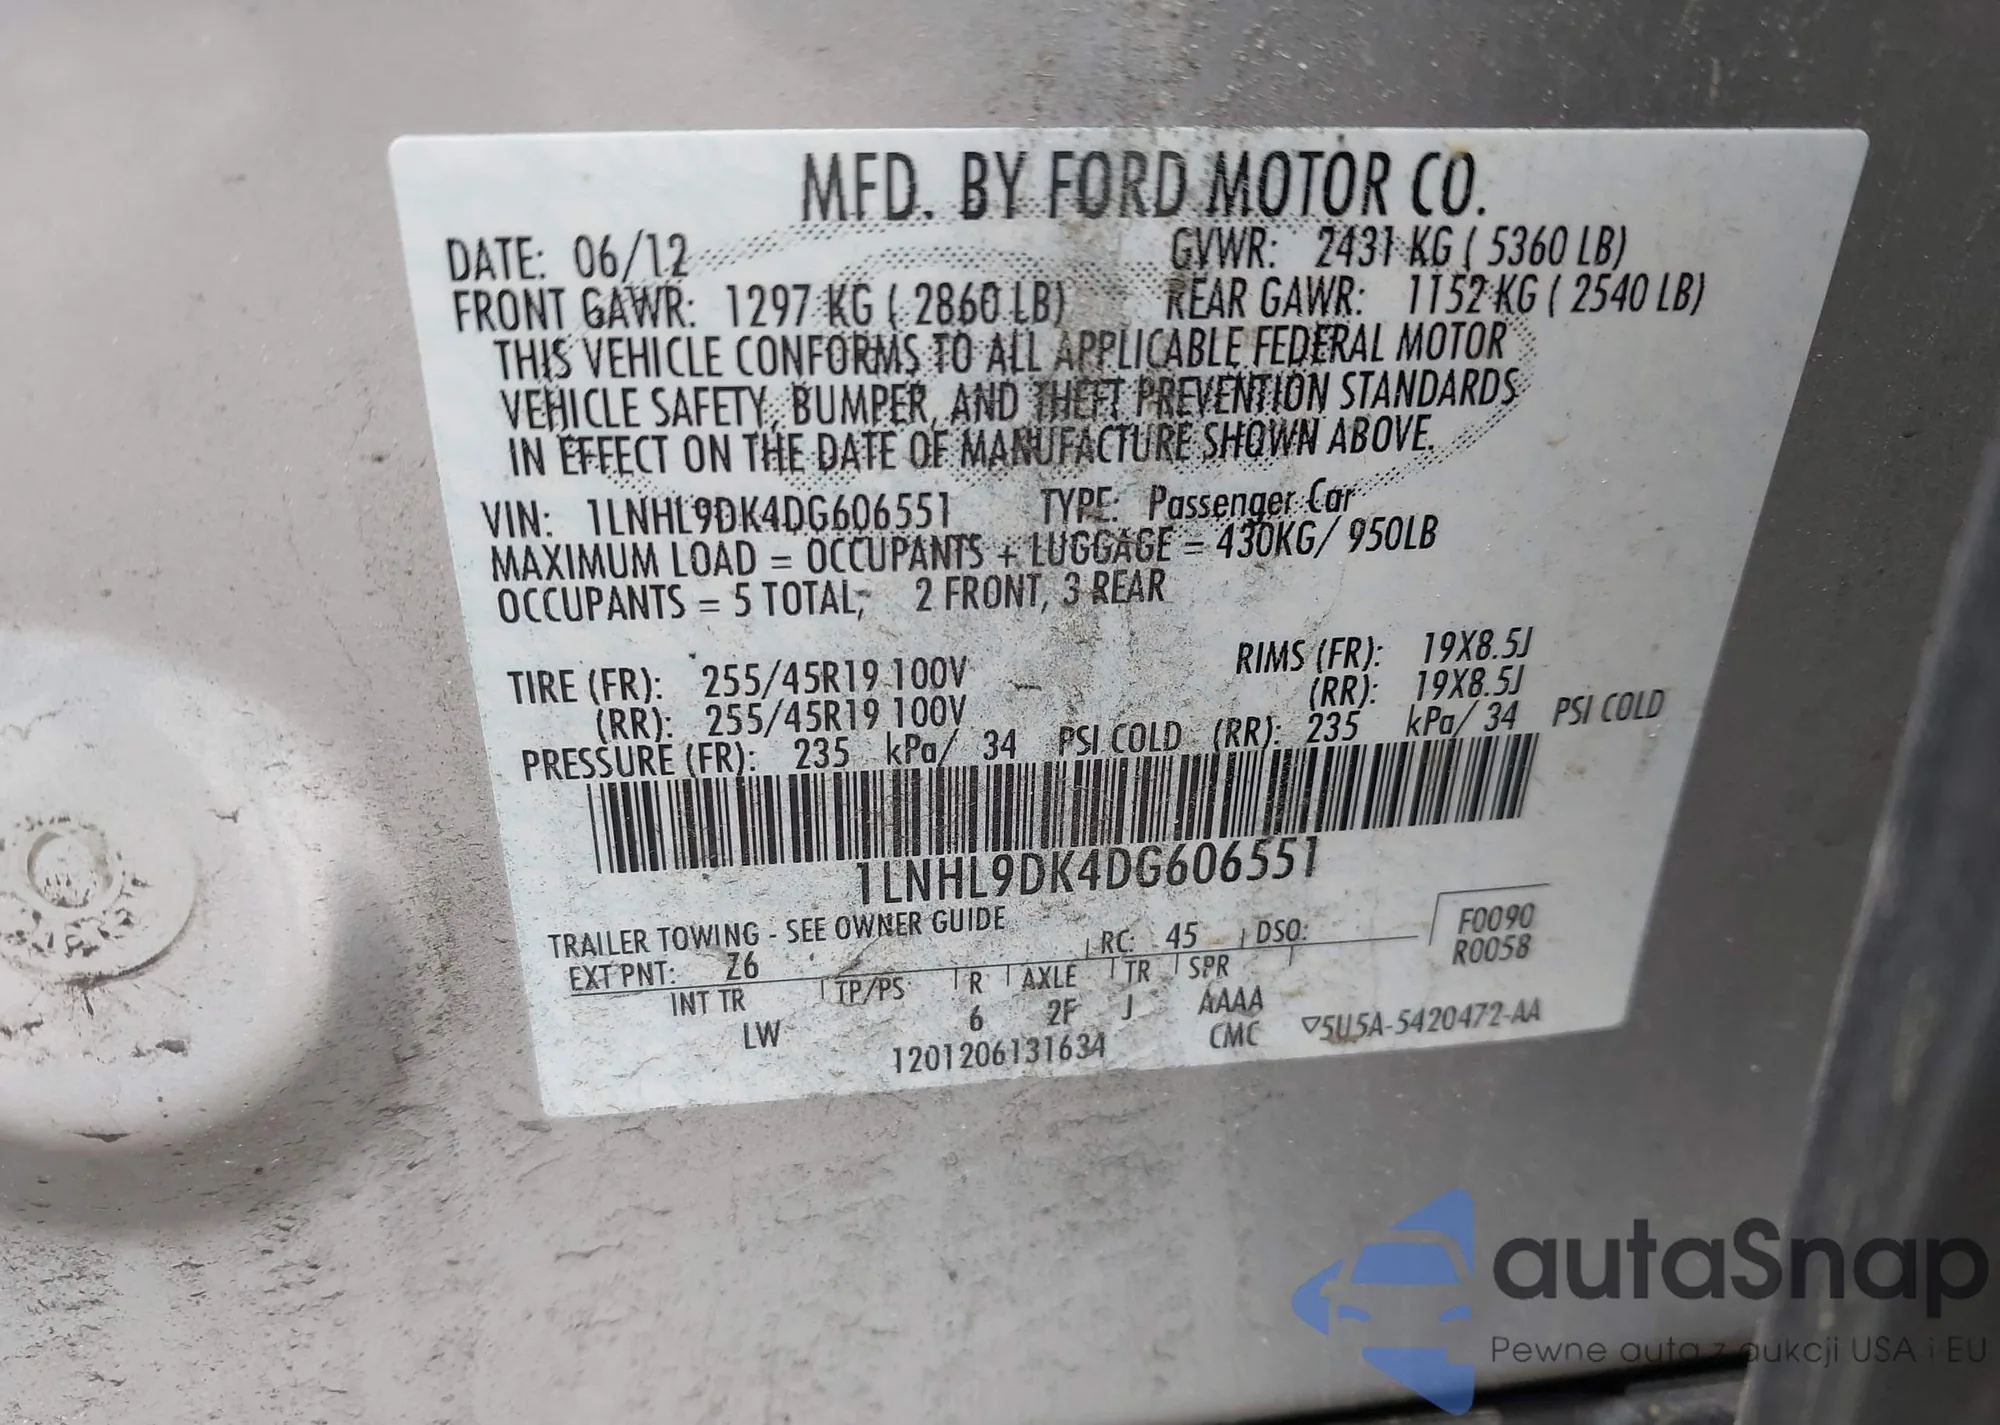 MFD. BY FORD MOTOR CO.
DATE: 06/12 GVWR: 2431 KG ( 5360 LB)
FRONT GAWR: 1297 KG ( 2860 LB) REAR GAWR: 1152 KG ( 2540 LB)
THIS VEHICLE CONFORMS TO ALL APPLICABLE FEDERAL MOTOR
VEHICLE SAFETY, BUMPER, AND THEFT PREVENTION STANDARDS
IN EFFECT ON THE DATE OF MANUFACTURE SHOWN ABOVE.
VIN: 1LNHL9DK4DG606551 TYPE: Passenger Car
MAXIMUM LOAD = OCCUPANTS + LUGGAGE = 430KG/ 950LB
OCCUPANTS = 5 TOTAL, 2 FRONT, 3 REAR
TIRE (FR): 255/45R19 100V RIMS (FR): 19X8.5J
(RR): 255/45R19 100V (RR): 19X8.5J
PRESSURE (FR): 235 kPa/ 34 PSI COLD (RR): 235 kPa/ 34 PSI COLD
1LNHL9DK4DG606551
TRAILER TOWING - SEE OWNER GUIDE
EXT PNT: Z6 RC: 45 DSO: F0090
R0058
INT TR TP/PS R AXLE TR SPR
LW 6 2F J AAAA
1201206131634 CMC ▽5U5A-5420472-AA
autaSnap
Pewne auta z aukcji USA i EU